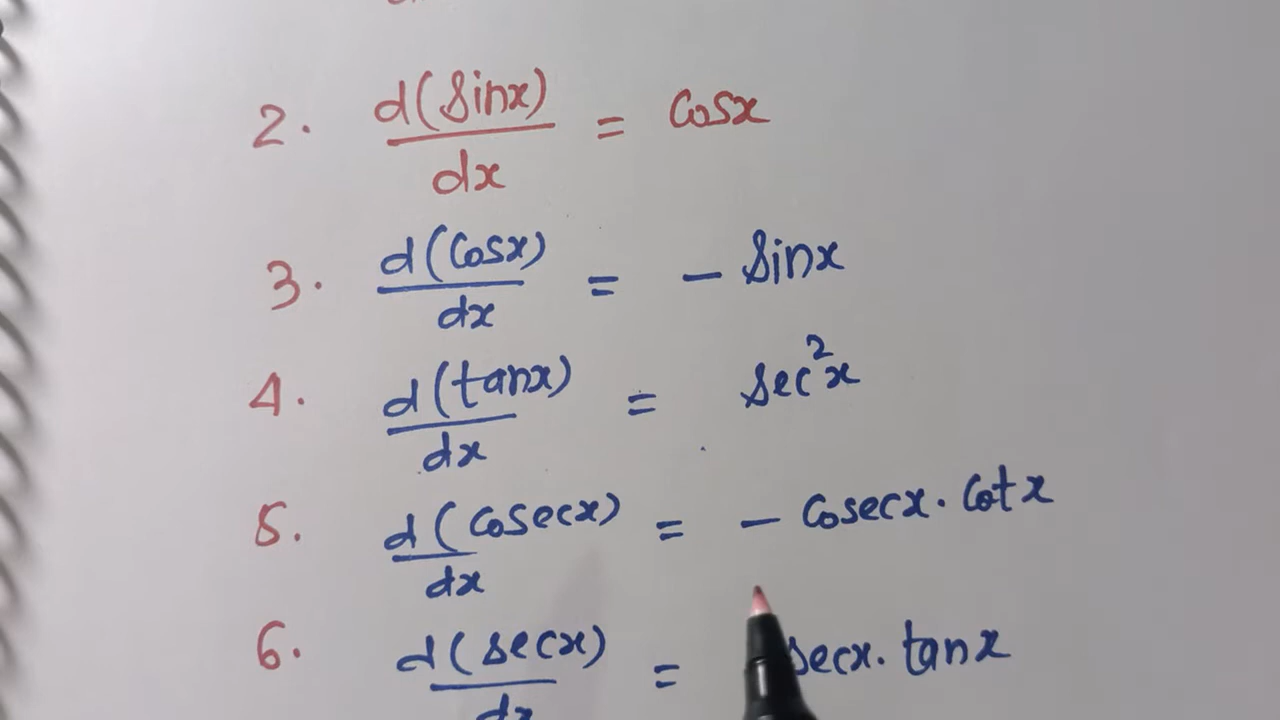 2. d(sinx)/dx = cosx
3. d(cosx)/dx = - sinx
4. d(tanx)/dx = sec²x
5. d(cosecx)/dx = - cosecx. cotx
6. d(secx)/dx = secx. tanx